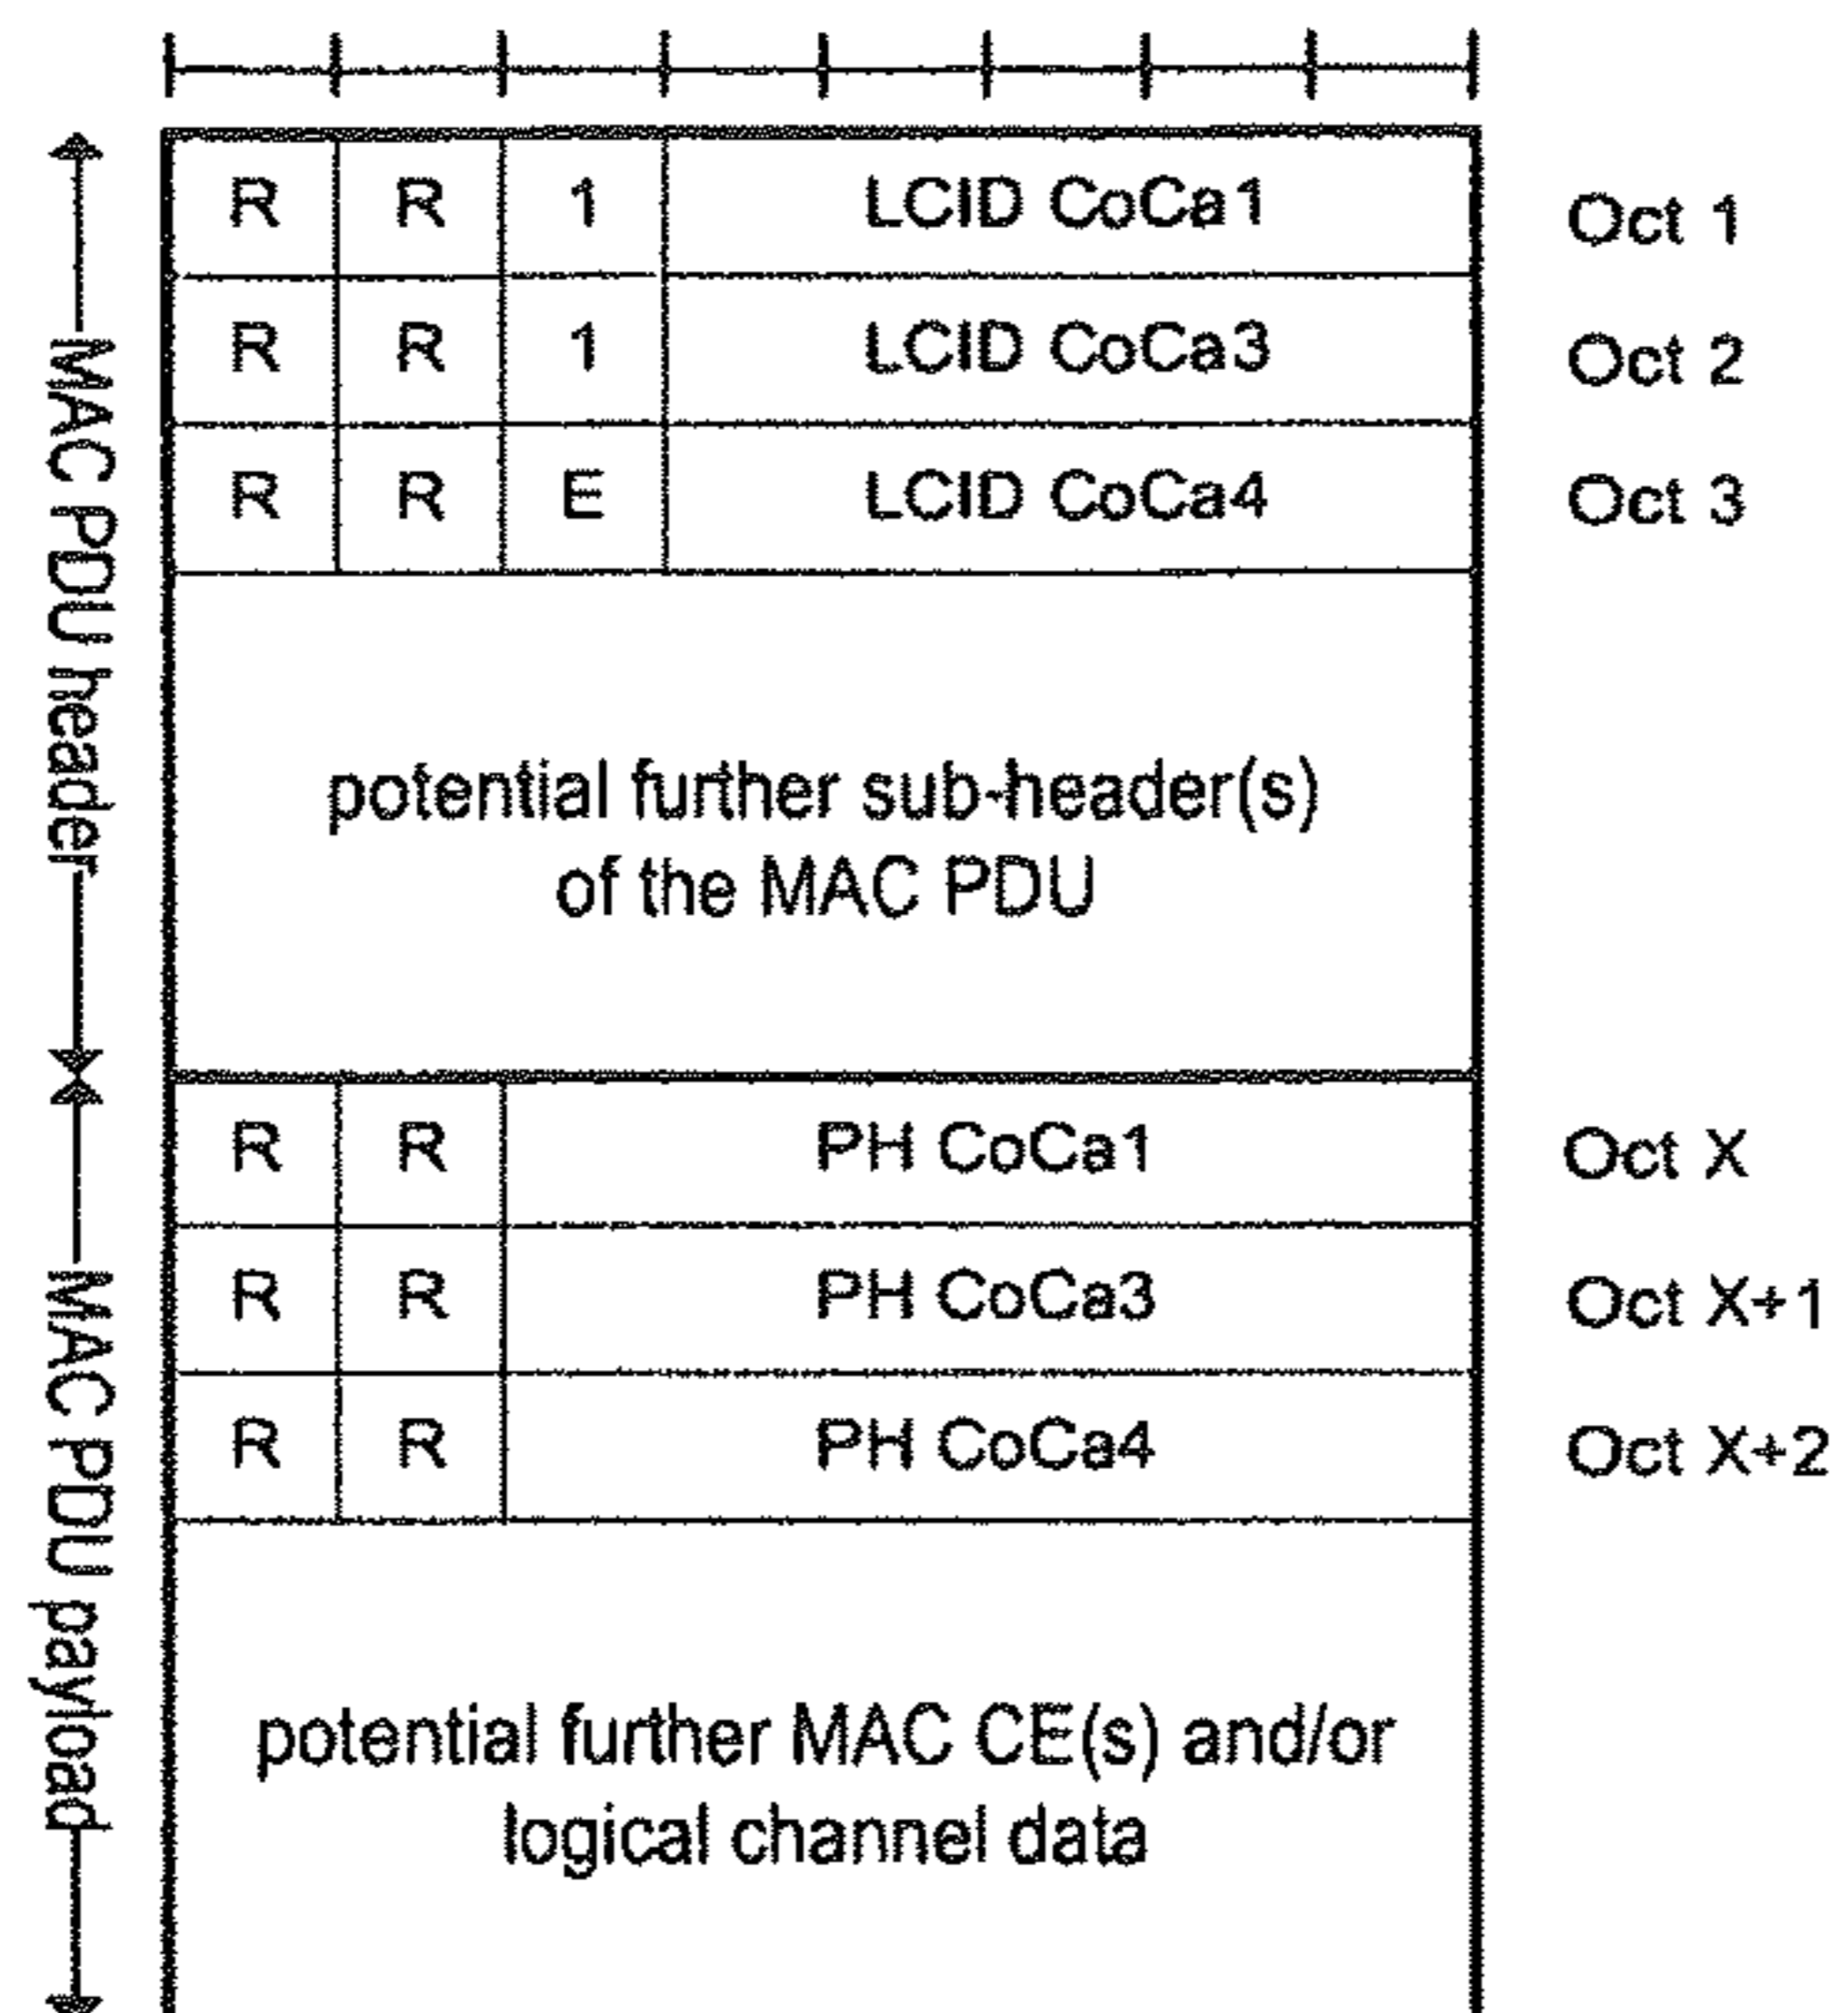 R R 1 LCID CoCa1 Oct 1
R R 1 LCID CoCa3 Oct 2
R R E LCID CoCa4 Oct 3
MAC PDU header
potential further sub-header(s)
of the MAC PDU
R R PH CoCa1 Oct X
R R PH CoCa3 Oct X+1
R R PH CoCa4 Oct X+2
MAC PDU payload
potential further MAC CE(s) and/or
logical channel data